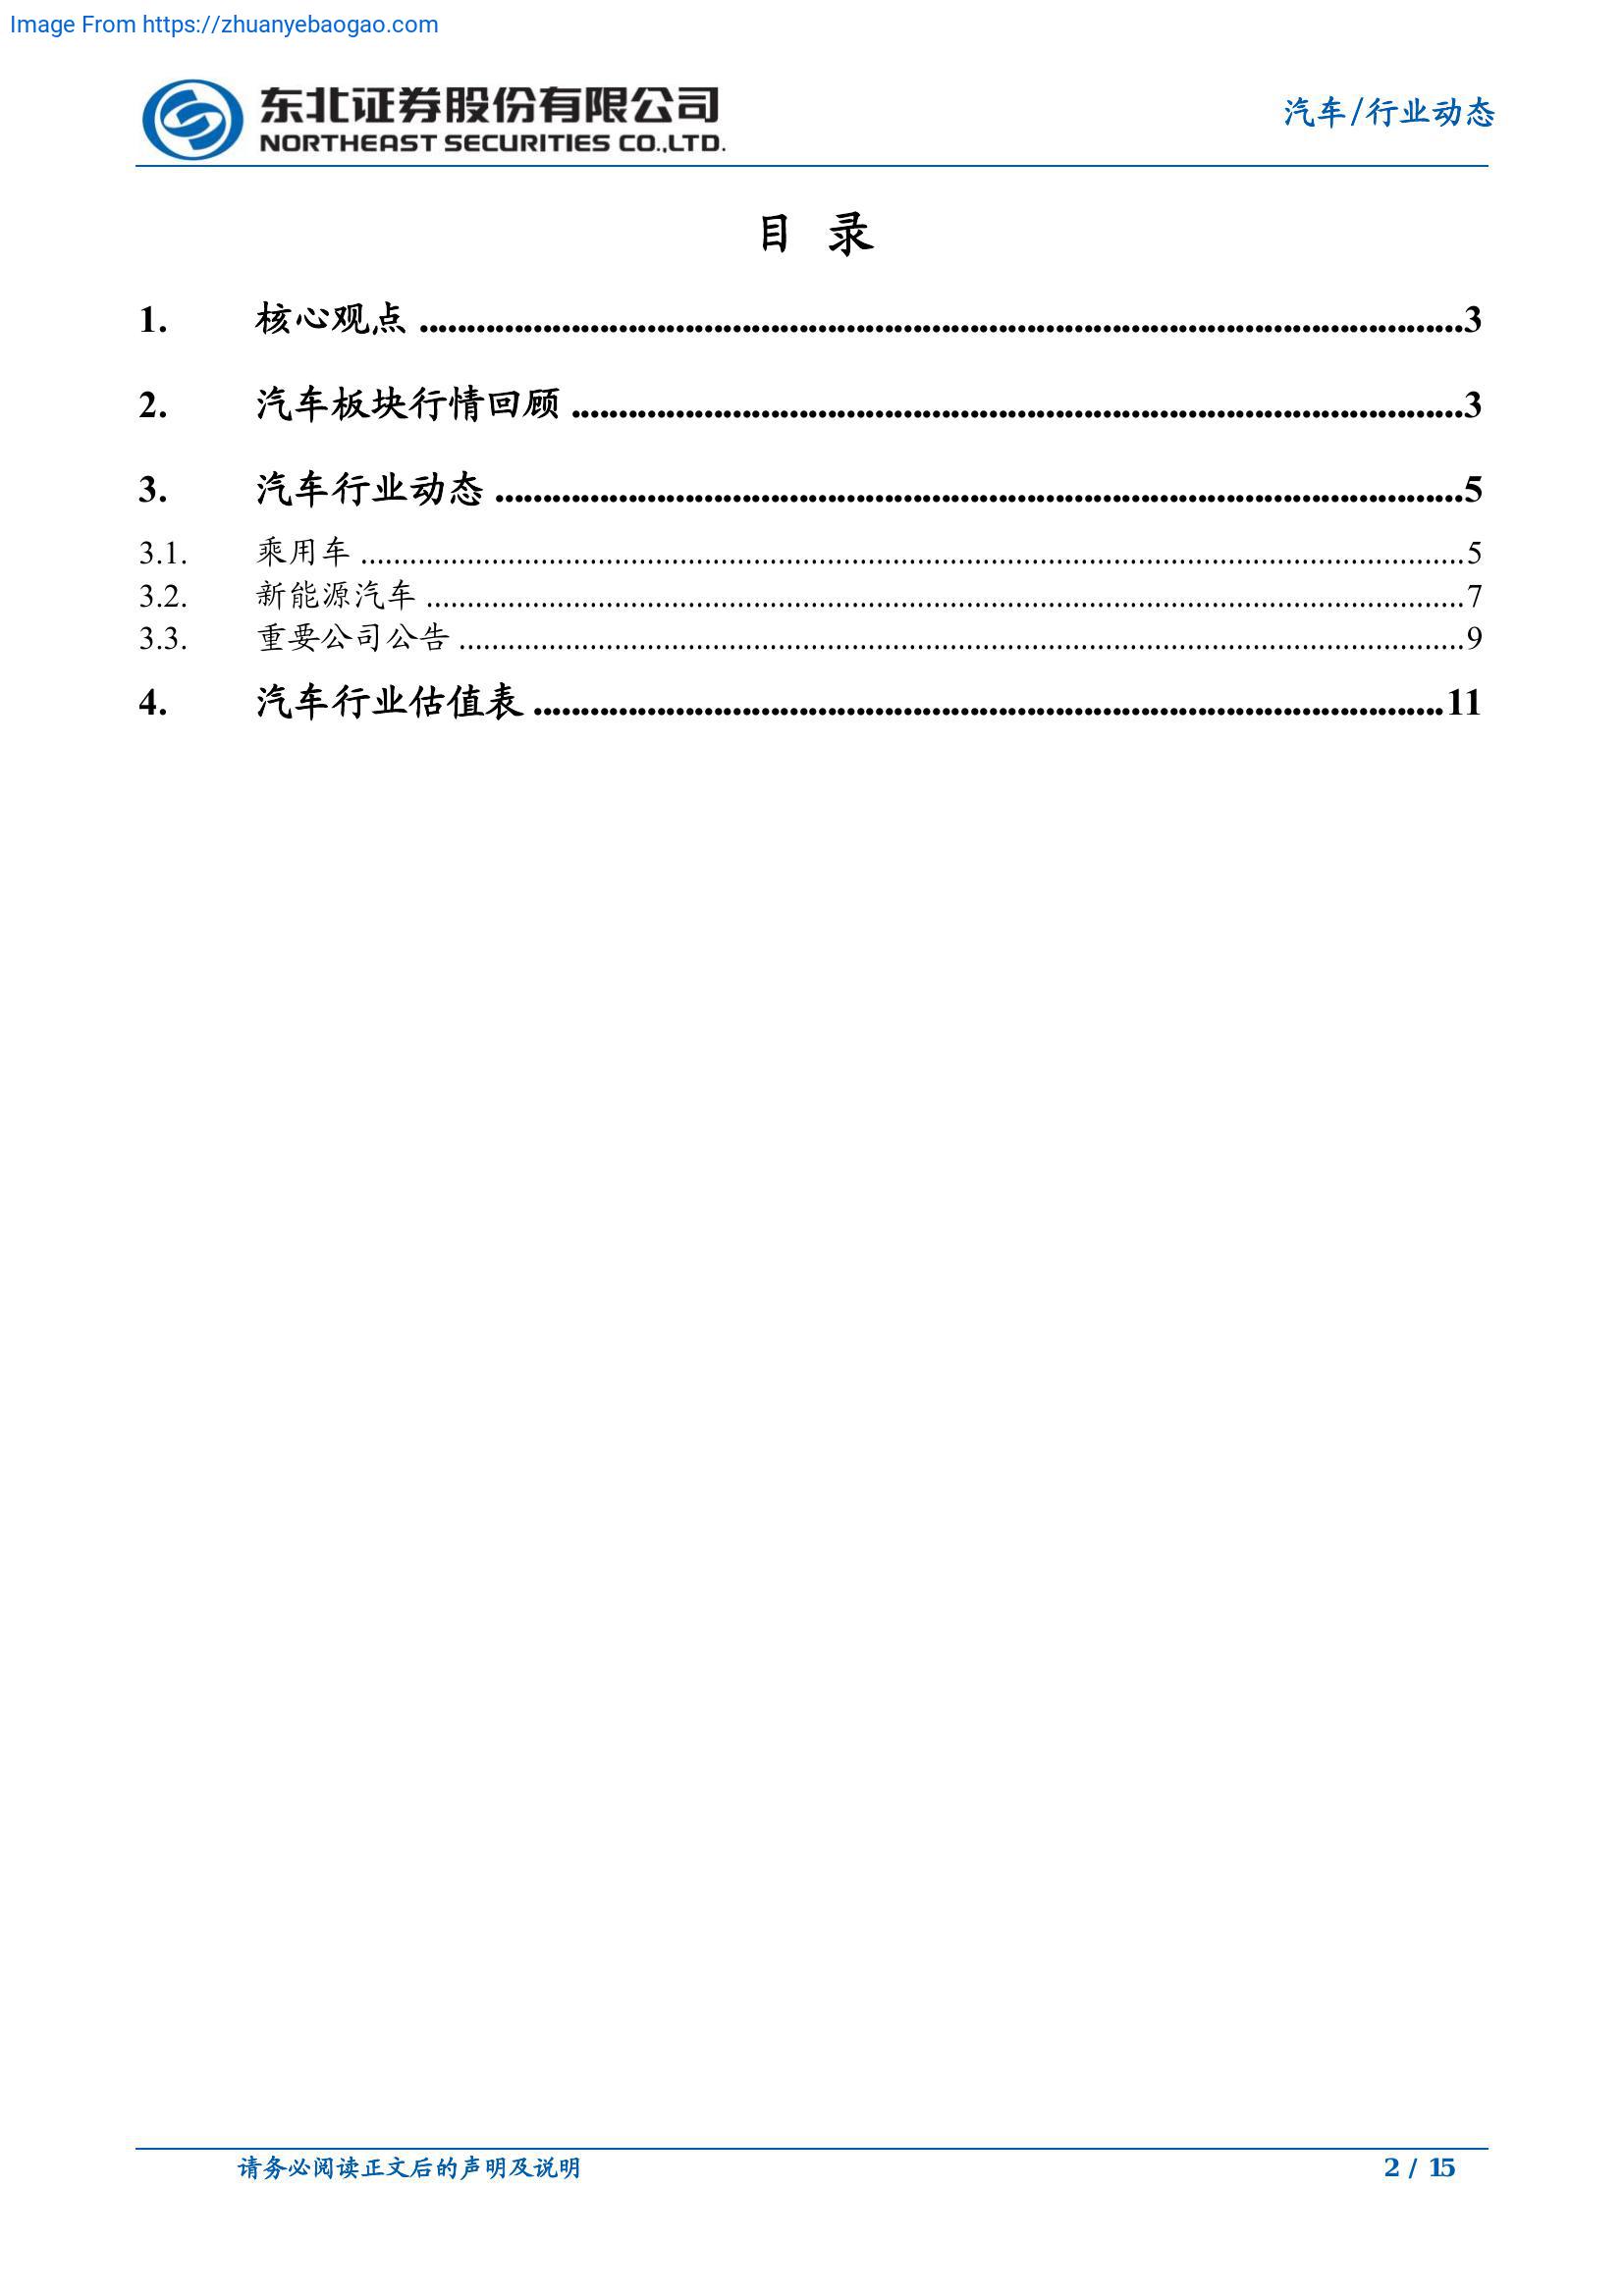 Image From https://zhuanyebaogao.com
东北证券股份有限公司
NORTHEAST SECURITIES CO.,LTD.
汽车/行业动态
目 录
1. 核心观点 ........................................ 3
2. 汽车板块行情回顾 ........................................ 3
3. 汽车行业动态 ........................................ 5
3.1. 乘用车 ........................................ 5
3.2. 新能源汽车 ........................................ 7
3.3. 重要公司公告 ........................................ 9
4. 汽车行业估值表 ........................................ 11
请务必阅读正文后的声明及说明 2 / 15